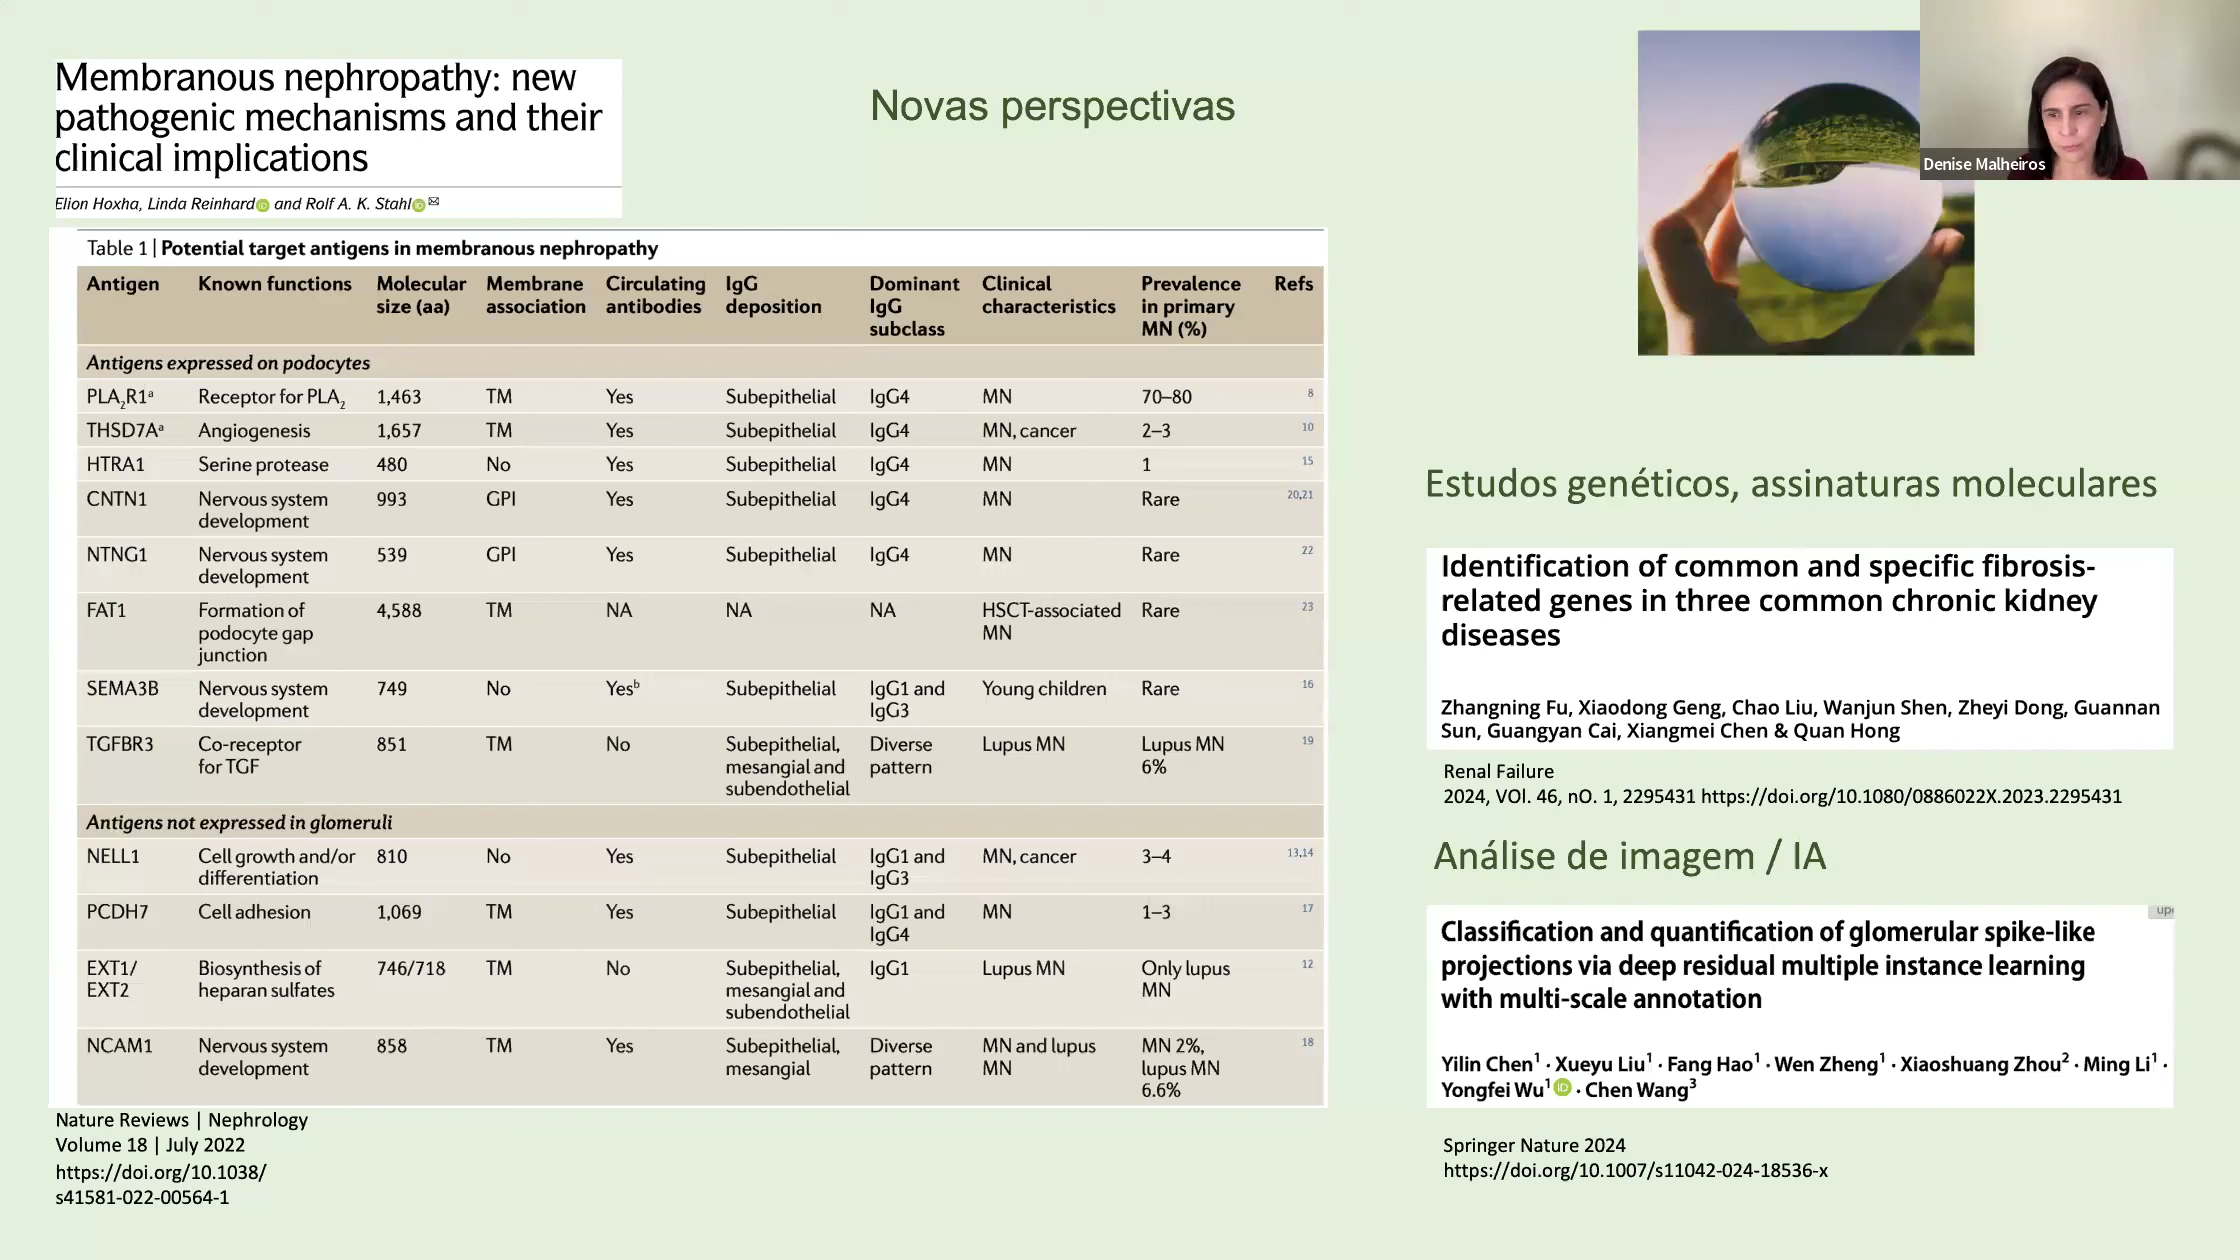 Membranous nephropathy: new
pathogenic mechanisms and their
clinical implications
Elion Hoxha, Linda Reinhard and Rolf A. K. Stahl
Novas perspectivas
Denise Malheiros
Table 1 | Potential target antigens in membranous nephropathy
Antigen Known functions Molecular size (aa) Membrane association Circulating antibodies IgG deposition Dominant IgG subclass Clinical characteristics Prevalence in primary MN (%) Refs
Antigens expressed on podocytes
PLA2R1a Receptor for PLA2 1,463 TM Yes Subepithelial IgG4 MN 70–80 8
THSD7Aa Angiogenesis 1,657 TM Yes Subepithelial IgG4 MN, cancer 2–3 10
HTRA1 Serine protease 480 No Yes Subepithelial IgG4 MN 1 15
CNTN1 Nervous system development 993 GPI Yes Subepithelial IgG4 MN Rare 20,21
NTNG1 Nervous system development 539 GPI Yes Subepithelial IgG4 MN Rare 22
FAT1 Formation of podocyte gap junction 4,588 TM NA NA NA HSCT-associated MN Rare 23
SEMA3B Nervous system development 749 No Yesb Subepithelial IgG1 and IgG3 Young children Rare 16
TGFBR3 Co-receptor for TGF 851 TM No Subepithelial, mesangial and subendothelial Diverse pattern Lupus MN Lupus MN 6% 19
Antigens not expressed in glomeruli
NELL1 Cell growth and/or differentiation 810 No Yes Subepithelial IgG1 and IgG3 MN, cancer 3–4 13,14
PCDH7 Cell adhesion 1,069 TM Yes Subepithelial IgG1 and IgG4 MN 1–3 17
EXT1/EXT2 Biosynthesis of heparan sulfates 746/718 TM No Subepithelial, mesangial and subendothelial IgG1 Lupus MN Only lupus MN 12
NCAM1 Nervous system development 858 TM Yes Subepithelial, mesangial Diverse pattern MN and lupus MN MN 2%, lupus MN 6.6% 18
Nature Reviews | Nephrology
Volume 18 | July 2022
https://doi.org/10.1038/
s41581-022-00564-1
Estudos genéticos, assinaturas moleculares
Identification of common and specific fibrosis-
related genes in three common chronic kidney
diseases
Zhangning Fu, Xiaodong Geng, Chao Liu, Wanjun Shen, Zheyi Dong, Guannan
Sun, Guangyan Cai, Xiangmei Chen & Quan Hong
Renal Failure
2024, VOl. 46, nO. 1, 2295431 https://doi.org/10.1080/0886022X.2023.2295431
Análise de imagem / IA
Classification and quantification of glomerular spike-like
projections via deep residual multiple instance learning
with multi-scale annotation
Yilin Chen1 · Xueyu Liu1 · Fang Hao1 · Wen Zheng1 · Xiaoshuang Zhou2 · Ming Li1 ·
Yongfei Wu1 · Chen Wang3
Springer Nature 2024
https://doi.org/10.1007/s11042-024-18536-x